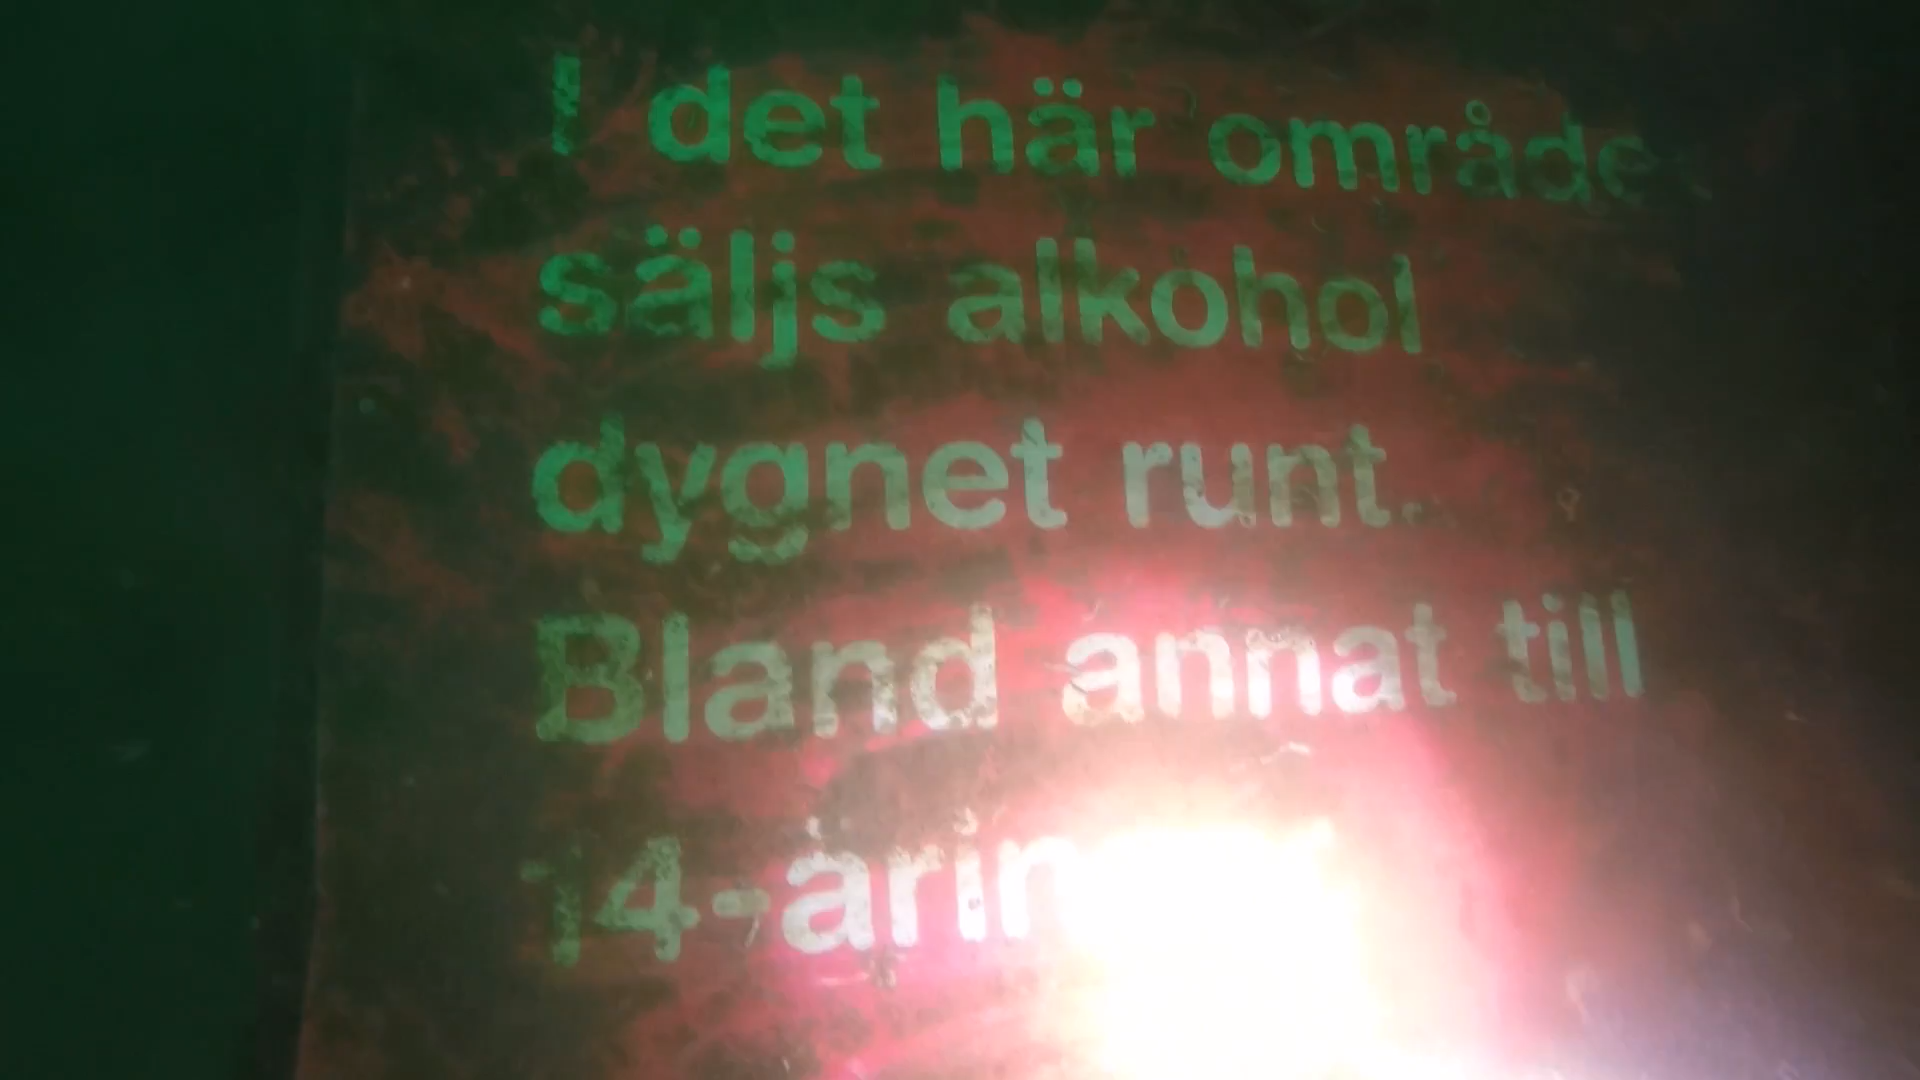 I det här område
säljs alkohol
dygnet runt.
Bland annat till